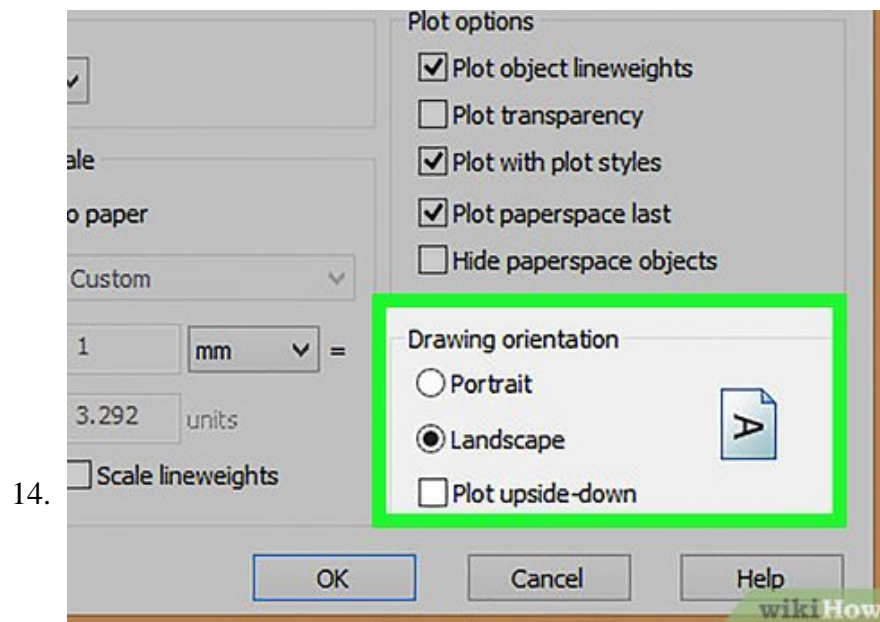 Plot options
Plot object lineweights
Plot transparency
ale
Plot with plot styles
o paper
Plot paperspace last
Custom
Hide paperspace objects
1 mm =
Drawing orientation
Portrait
3.292 units
Landscape
A
14.
Scale lineweights
Plot upside-down
OK Cancel Help
wikiHow